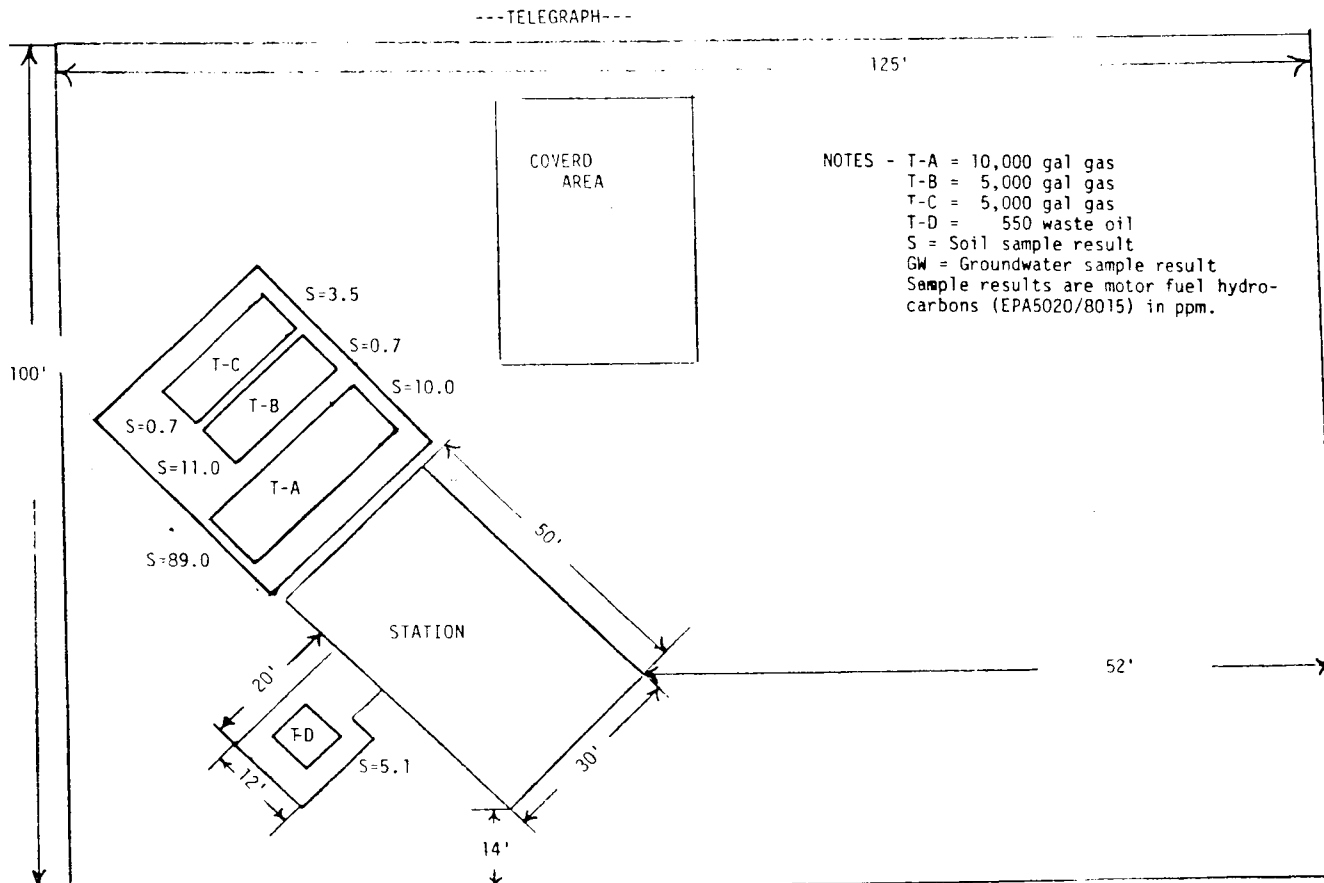 ---TELEGRAPH---
125'
COVERD
AREA
NOTES - T-A = 10,000 gal gas
T-B = 5,000 gal gas
T-C = 5,000 gal gas
T-D = 550 waste oil
S = Soil sample result
GW = Groundwater sample result
Sample results are motor fuel hydro-
carbons (EPA5020/8015) in ppm.
S=3.5
S=0.7
100'
T-C
S=10.0
T-B
S=0.7
S=11.0
T-A
50'
S=89.0
STATION
52'
20'
T-D
30'
S=5.1
12'
14'